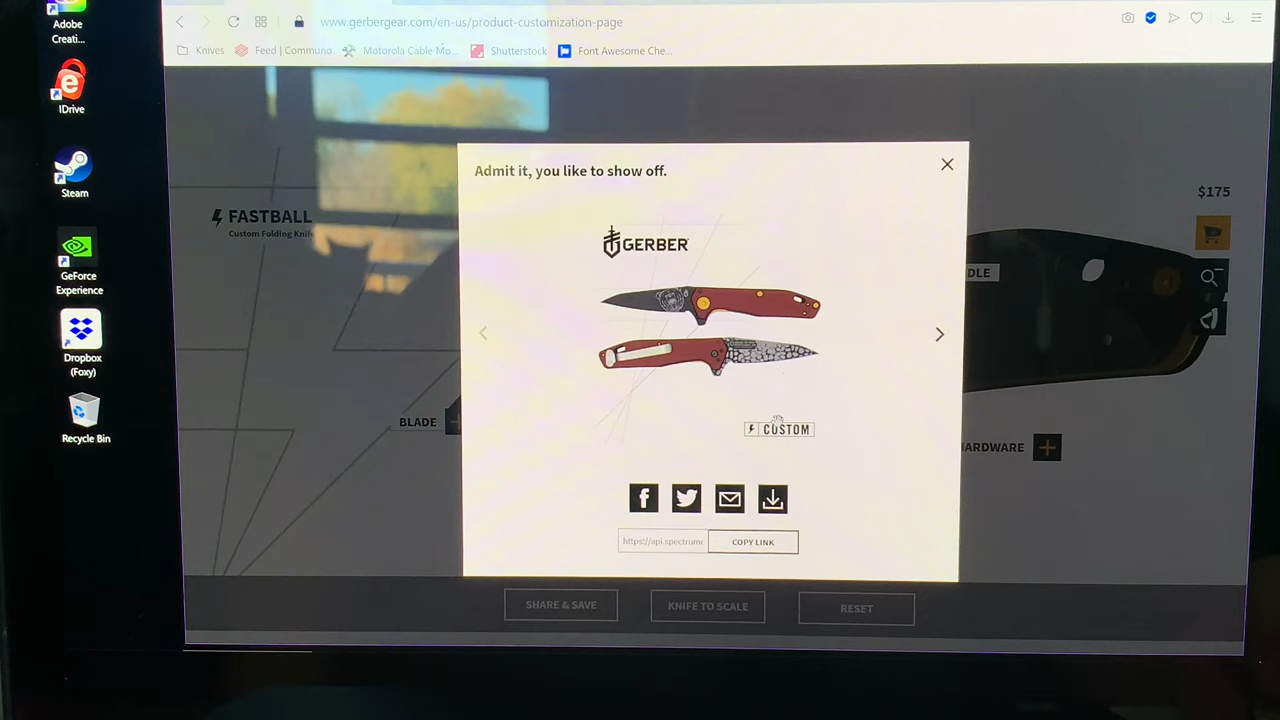 Adobe
Creati...
IDrive
Steam
GeForce
Experience
Dropbox
(Foxy)
Recycle Bin
www.gerbergear.com/en-us/product-customization-page
Knives
Feed | Communo
Motorola Cable Mo...
Shutterstock
Font Awesome Che...
FASTBALL
Custom Folding Knife
$175
Admit it, you like to show off.
GERBER
CUSTOM
DLE
BLADE
HARDWARE
https://api.spectrum
COPY LINK
SHARE & SAVE
KNIFE TO SCALE
RESET